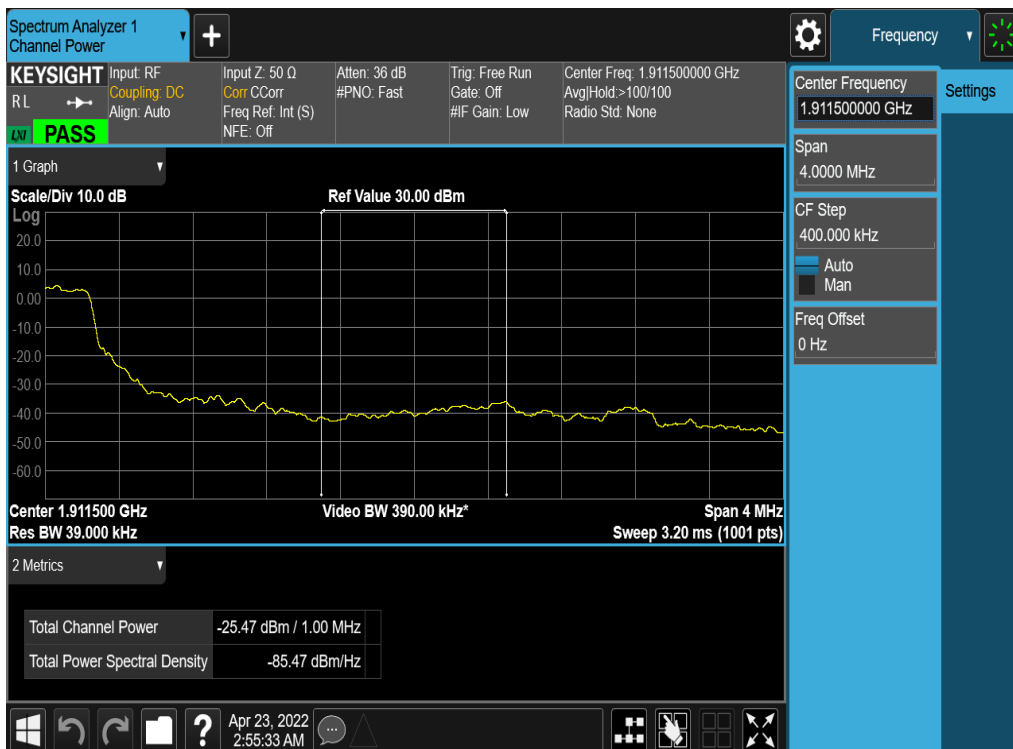 Spectrum Analyzer 1
Channel Power
+
Frequency
KEYSIGHT
R L
LXI
PASS
Input: RF
Coupling: DC
Align: Auto
Input Z: 50 Ω
Corr CCorr
Freq Ref: Int (S)
NFE: Off
Atten: 36 dB
#PNO: Fast
Trig: Free Run
Gate: Off
#IF Gain: Low
Center Freq: 1.911500000 GHz
Avg|Hold:>100/100
Radio Std: None
Center Frequency
1.911500000 GHz
Settings
Span
4.0000 MHz
CF Step
400.000 kHz
Auto
Man
Freq Offset
0 Hz
1 Graph
Scale/Div 10.0 dB
Ref Value 30.00 dBm
Log
20.0
10.0
0.00
-10.0
-20.0
-30.0
-40.0
-50.0
-60.0
Center 1.911500 GHz
Video BW 390.00 kHz*
Span 4 MHz
Res BW 39.000 kHz
Sweep 3.20 ms (1001 pts)
2 Metrics
Total Channel Power -25.47 dBm / 1.00 MHz
Total Power Spectral Density -85.47 dBm/Hz
?
Apr 23, 2022
2:55:33 AM